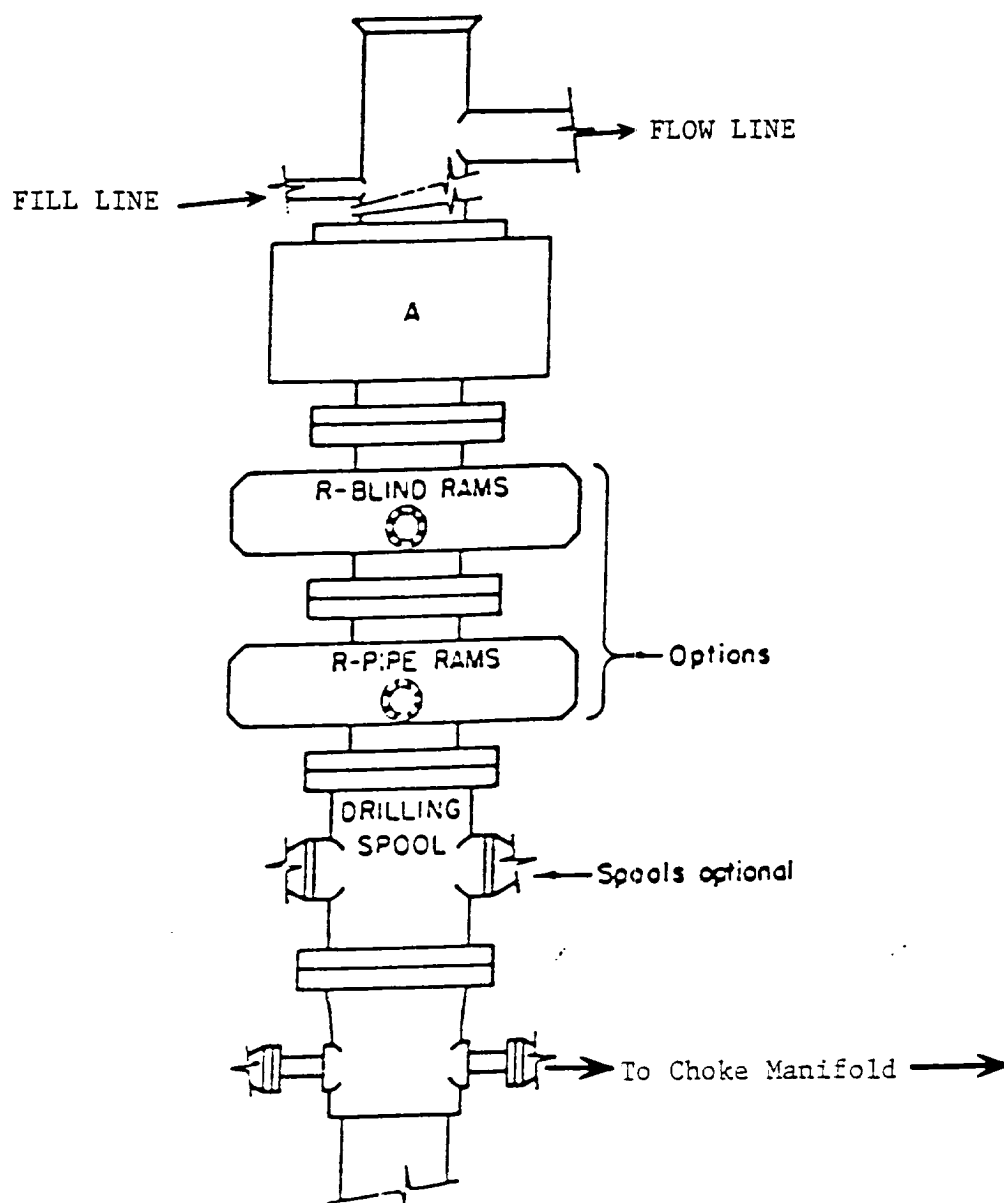 FLOW LINE
FILL LINE
A
R-BLIND RAMS
R-PIPE RAMS
Options
DRILLING
SPOOL
Spools optional
To Choke Manifold